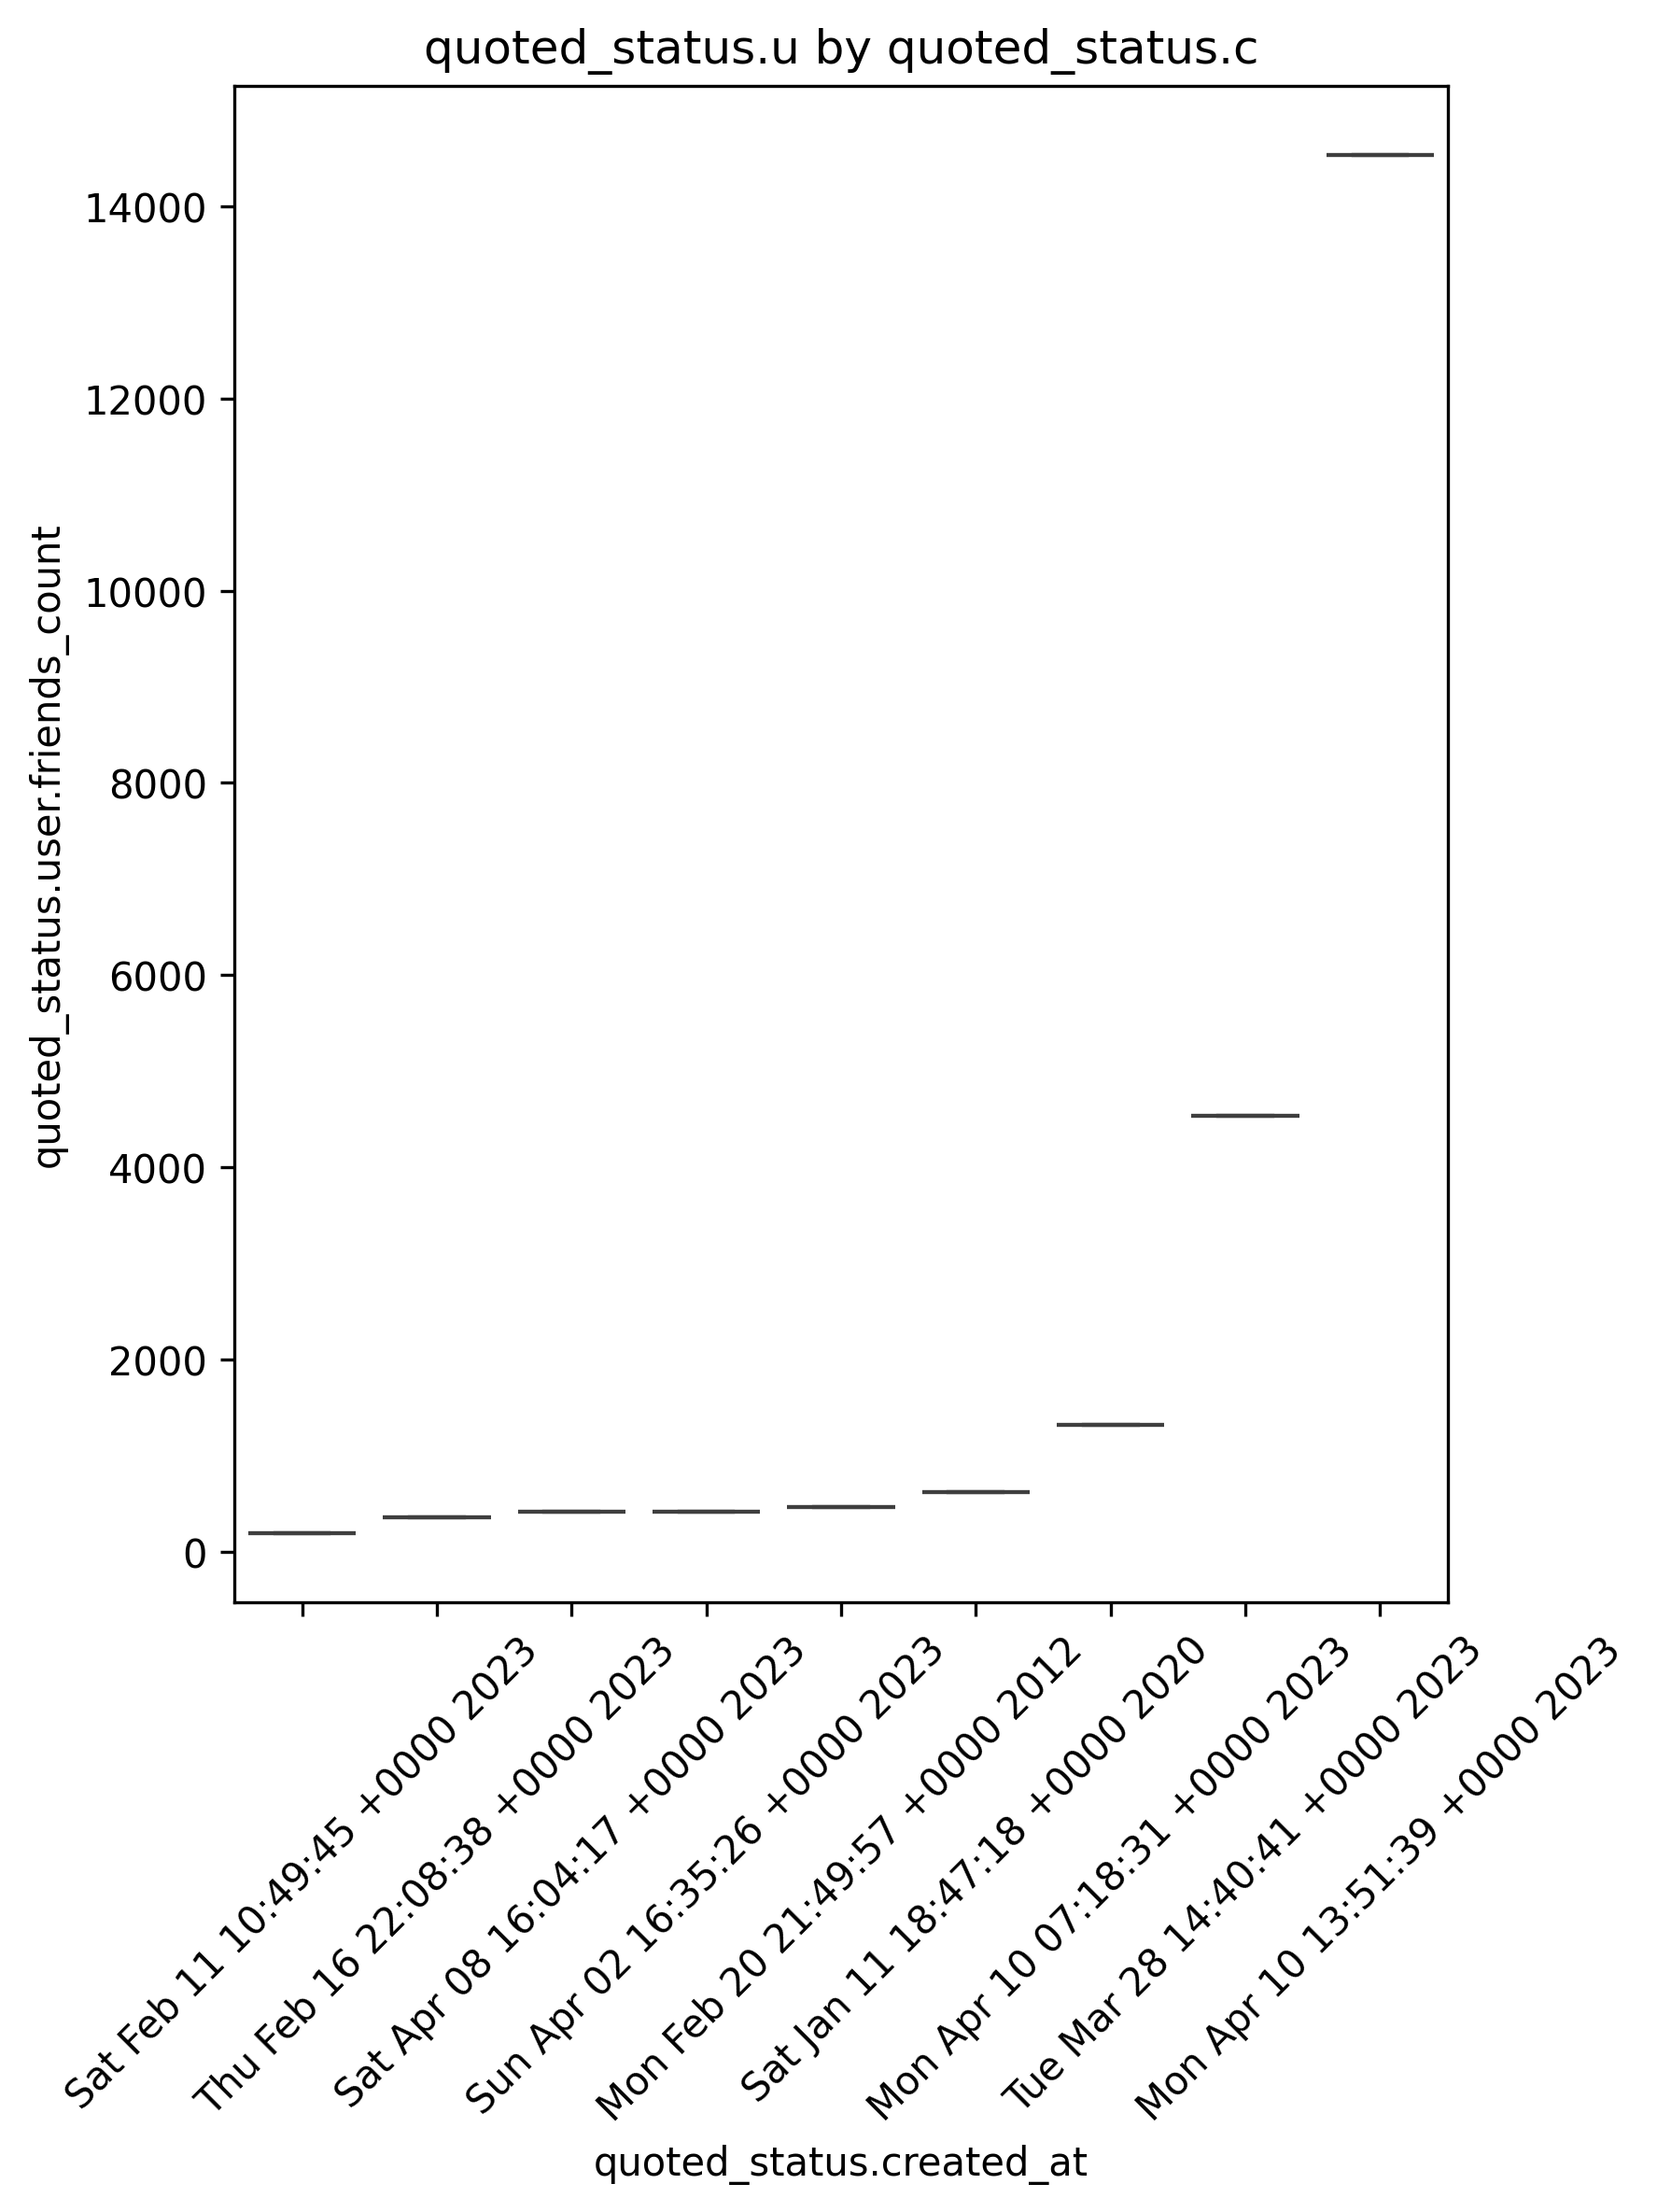 quoted_status.u by quoted_status.c
quoted_status.user.friends_count
14000
12000
10000
8000
6000
4000
2000
0
Sat Feb 11 10:49:45 +0000 2023
Thu Feb 16 22:08:38 +0000 2023
Sat Apr 08 16:04:17 +0000 2023
Sun Apr 02 16:35:26 +0000 2023
Mon Feb 20 21:49:57 +0000 2012
Sat Jan 11 18:47:18 +0000 2020
Mon Apr 10 07:18:31 +0000 2023
Tue Mar 28 14:40:41 +0000 2023
Mon Apr 10 13:51:39 +0000 2023
quoted_status.created_at